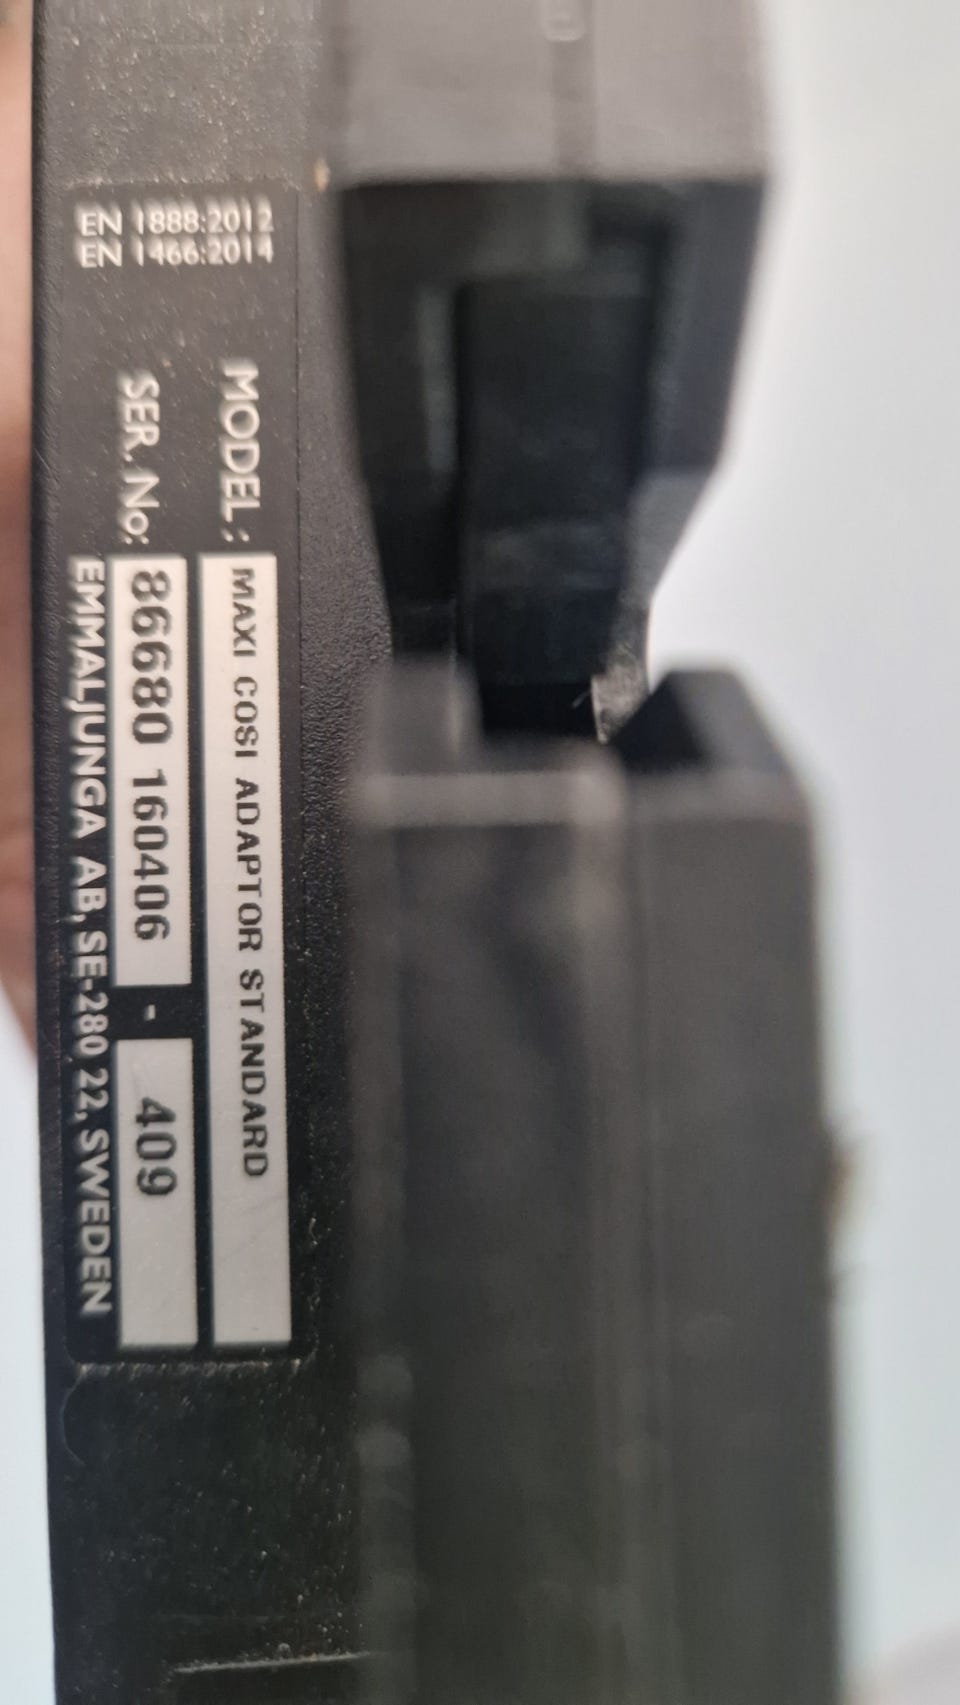 EN 1888:2012
EN 1466:2014
MODEL: MAXI COSI ADAPTOR STANDARD
SER. No: 86680 160406 - 409
EMMALJUNGA AB, SE-280 22, SWEDEN